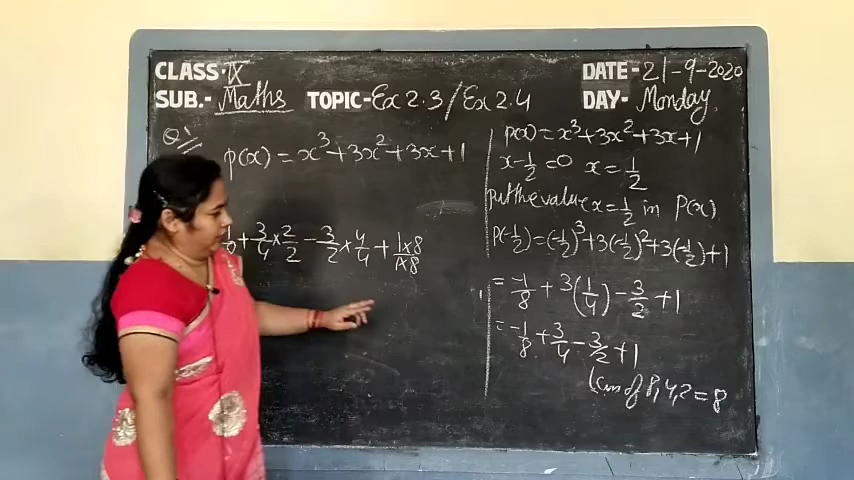 CLASS- IX
SUB.- Maths
TOPIC- Ex 2.3 / Ex 2.4
DATE- 21-9-2020
DAY- Monday
Q
p(x) = x³+3x²+3x+1
1/8 + 3/4 × 2/2 - 3/2 × 4/4 + 1×8/1×8
p(x) = x³+3x²+3x+1
x-1/2=0 x = 1/2
put the value x = 1/2 in P(x)
P(-1/2) = (-1/2)³ + 3(-1/2)² + 3(-1/2) + 1
= -1/8 + 3(1/4) - 3/2 + 1
= -1/8 + 3/4 - 3/2 + 1
Lcm of 8,4,2 = 8